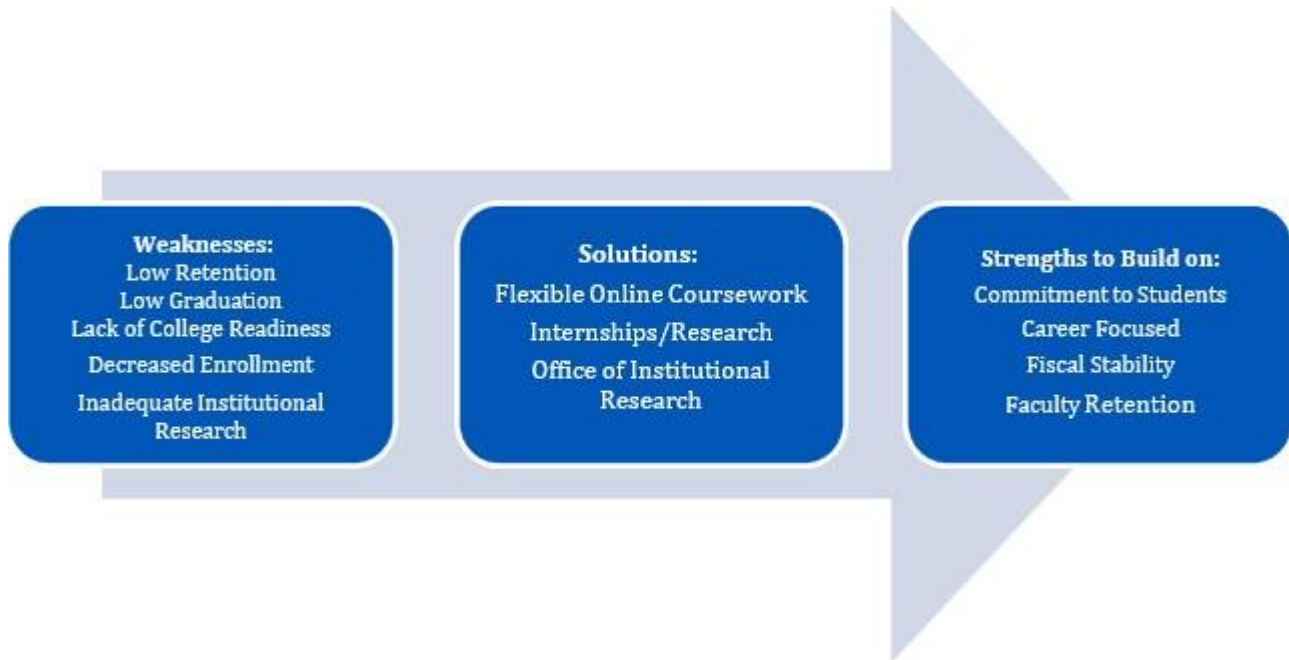 Weaknesses:
Low Retention
Low Graduation
Lack of College Readiness
Decreased Enrollment
Inadequate Institutional
Research
Solutions:
Flexible Online Coursework
Internships/Research
Office of Institutional
Research
Strengths to Build on:
Commitment to Students
Career Focused
Fiscal Stability
Faculty Retention